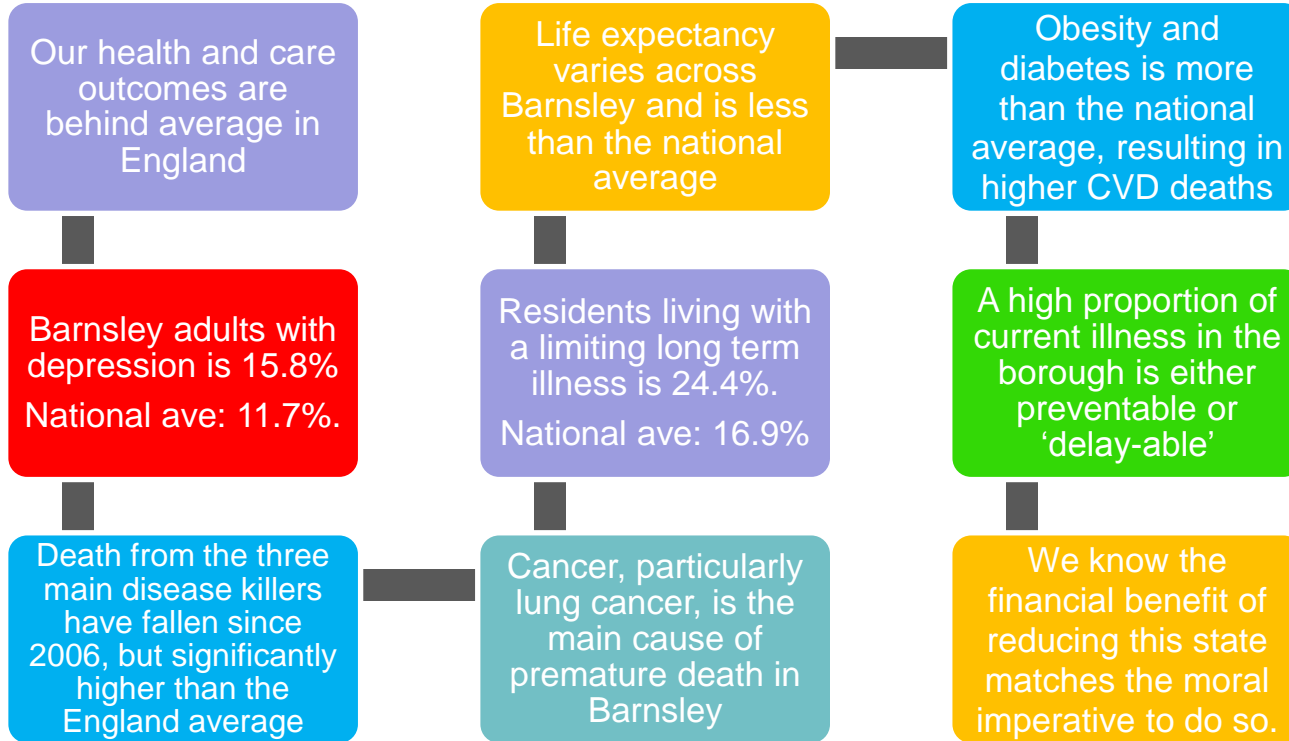 Our health and care
outcomes are
behind average in
England
Barnsley adults with
depression is 15.8%
National ave: 11.7%.
Death from the three
main disease killers
have fallen since
2006, but significantly
higher than the
England average
Cancer, particularly
lung cancer, is the
main cause of
premature death in
Barnsley
Residents living with
a limiting long term
illness is 24.4%.
National ave: 16.9%
Life expectancy
varies across
Barnsley and is less
than the national
average
Obesity and
diabetes is more
than the national
average, resulting in
higher CVD deaths
A high proportion of
current illness in the
borough is either
preventable or
‘delay-able’
We know the
financial benefit of
reducing this state
matches the moral
imperative to do so.